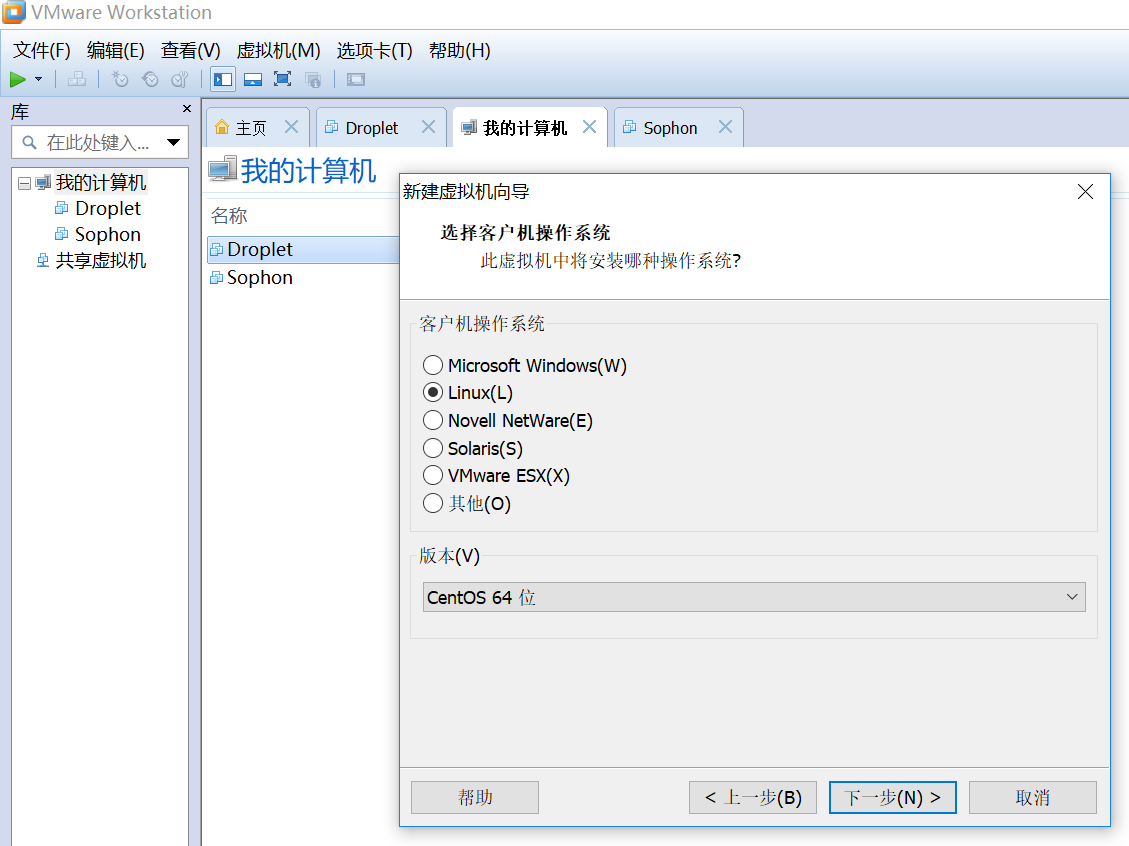 VMware Workstation
文件(F) 编辑(E) 查看(V) 虚拟机(M) 选项卡(T) 帮助(H)
库
在此处键入...
我的计算机
Droplet
Sophon
共享虚拟机
主页 Droplet 我的计算机 Sophon
我的计算机
名称
Droplet
Sophon
新建虚拟机向导
选择客户机操作系统
此虚拟机中将安装哪种操作系统?
客户机操作系统
Microsoft Windows(W)
Linux(L)
Novell NetWare(E)
Solaris(S)
VMware ESX(X)
其他(O)
版本(V)
CentOS 64 位
帮助 < 上一步(B) 下一步(N) > 取消